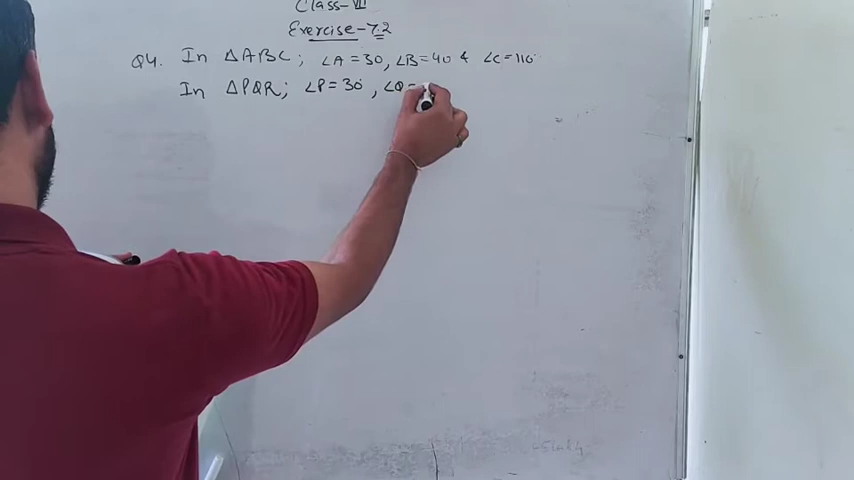 Class-VII
Exercise-7.2
Q4. In △ABC; ∠A=30, ∠B=40 & ∠C=110°
In △PQR; ∠P=30°, ∠Q=